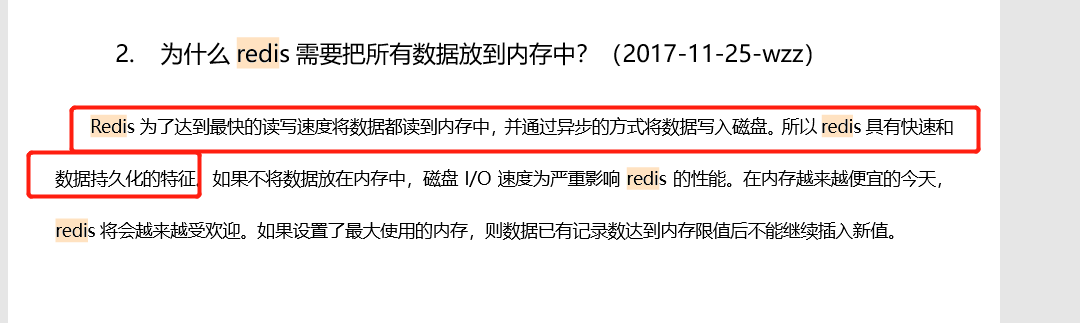 2. 为什么 redis 需要把所有数据放到内存中？（2017-11-25-wzz）
Redis 为了达到最快的读写速度将数据都读到内存中，并通过异步的方式将数据写入磁盘。所以 redis 具有快速和
数据持久化的特征。如果不将数据放在内存中，磁盘 I/O 速度为严重影响 redis 的性能。在内存越来越便宜的今天，
redis 将会越来越受欢迎。如果设置了最大使用的内存，则数据已有记录数达到内存限值后不能继续插入新值。